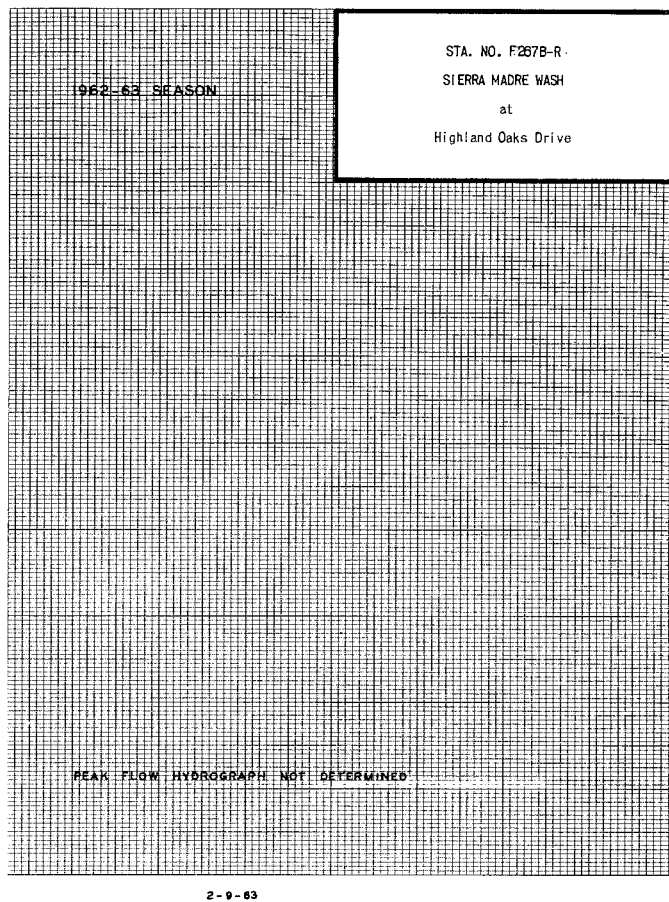 STA. NO. F267B-R
SIERRA MADRE WASH
at
Highland Oaks Drive
1962-63 SEASON
PEAK FLOW HYDROGRAPH NOT DETERMINED
2-9-63